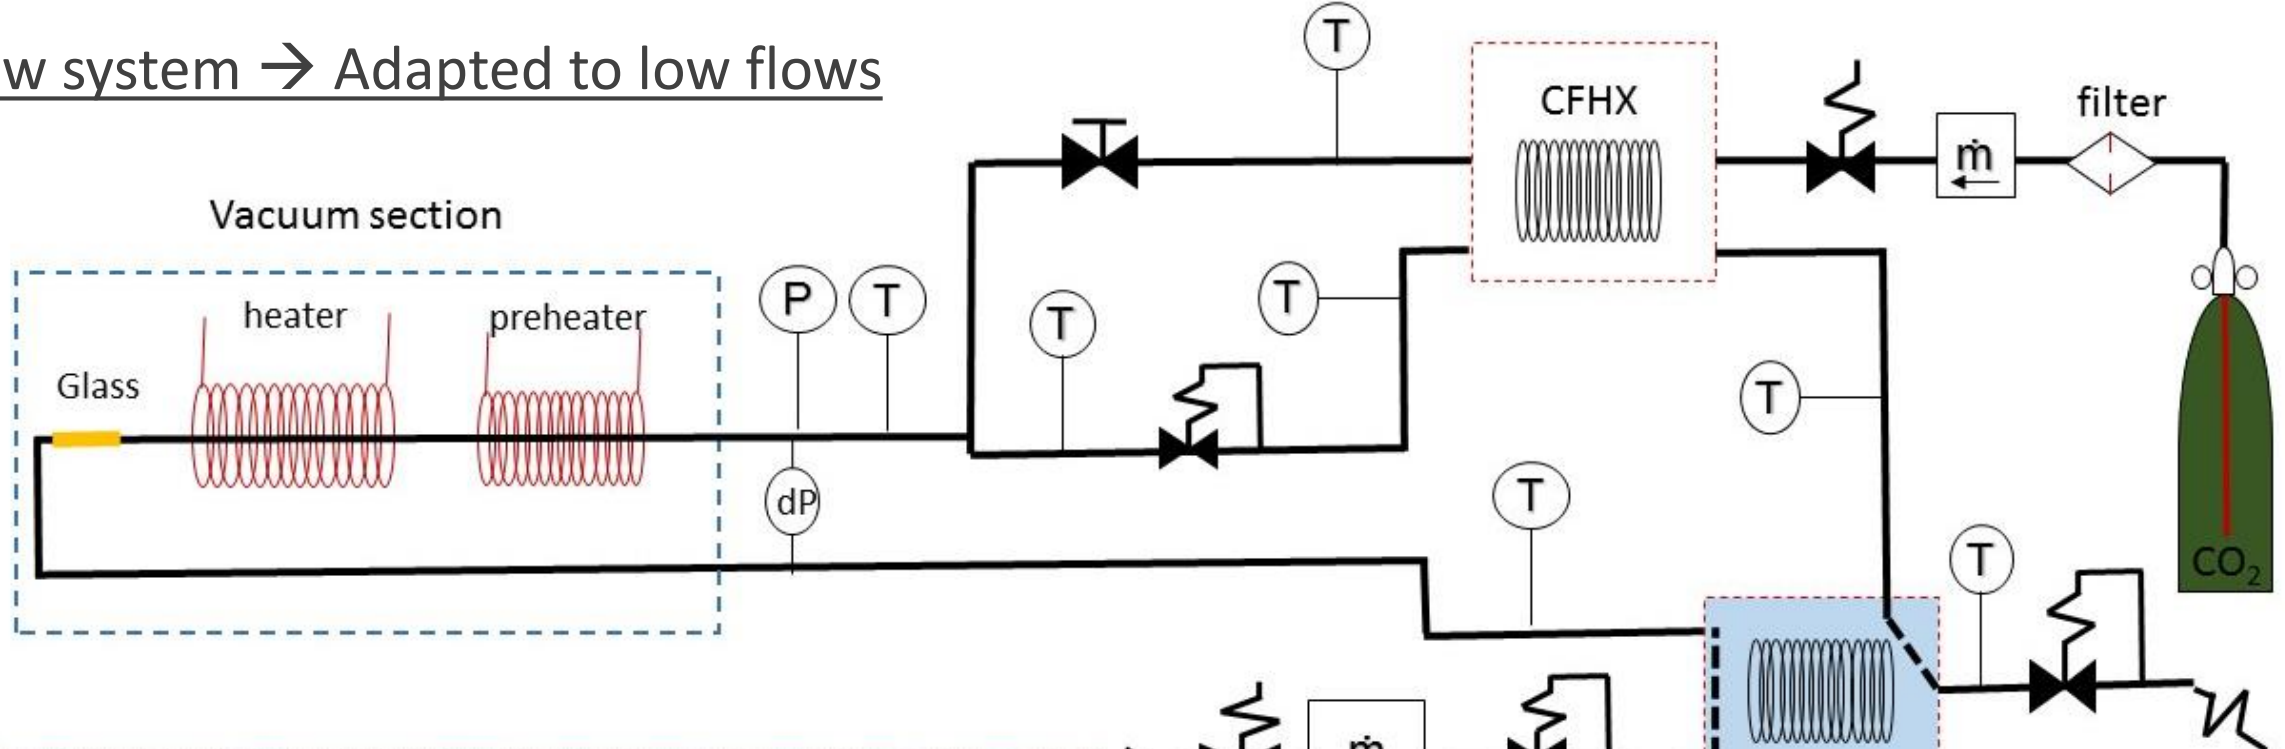 w system → Adapted to low flows
T
CFHX
filter
ṁ
Vacuum section
P
T
T
T
heater
preheater
Glass
T
dP
T
T
CO₂
ṁ